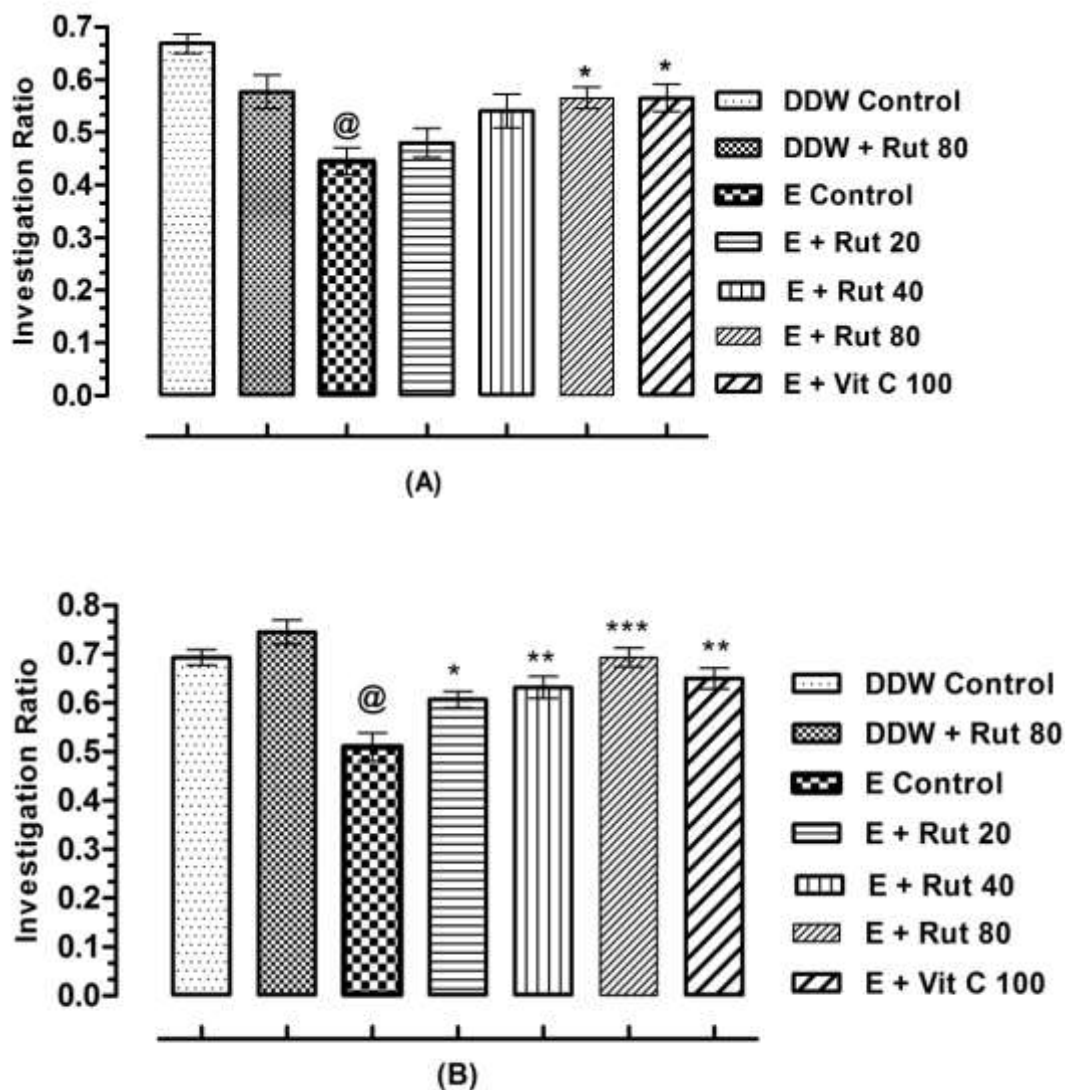 0.7
0.6
0.5
0.4
0.3
0.2
0.1
0.0
Investigation Ratio
@
*
*
DDW Control
DDW + Rut 80
E Control
E + Rut 20
E + Rut 40
E + Rut 80
E + Vit C 100
(A)
0.8
0.7
0.6
0.5
0.4
0.3
0.2
0.1
0.0
Investigation Ratio
@
*
**
***
**
DDW Control
DDW + Rut 80
E Control
E + Rut 20
E + Rut 40
E + Rut 80
E + Vit C 100
(B)